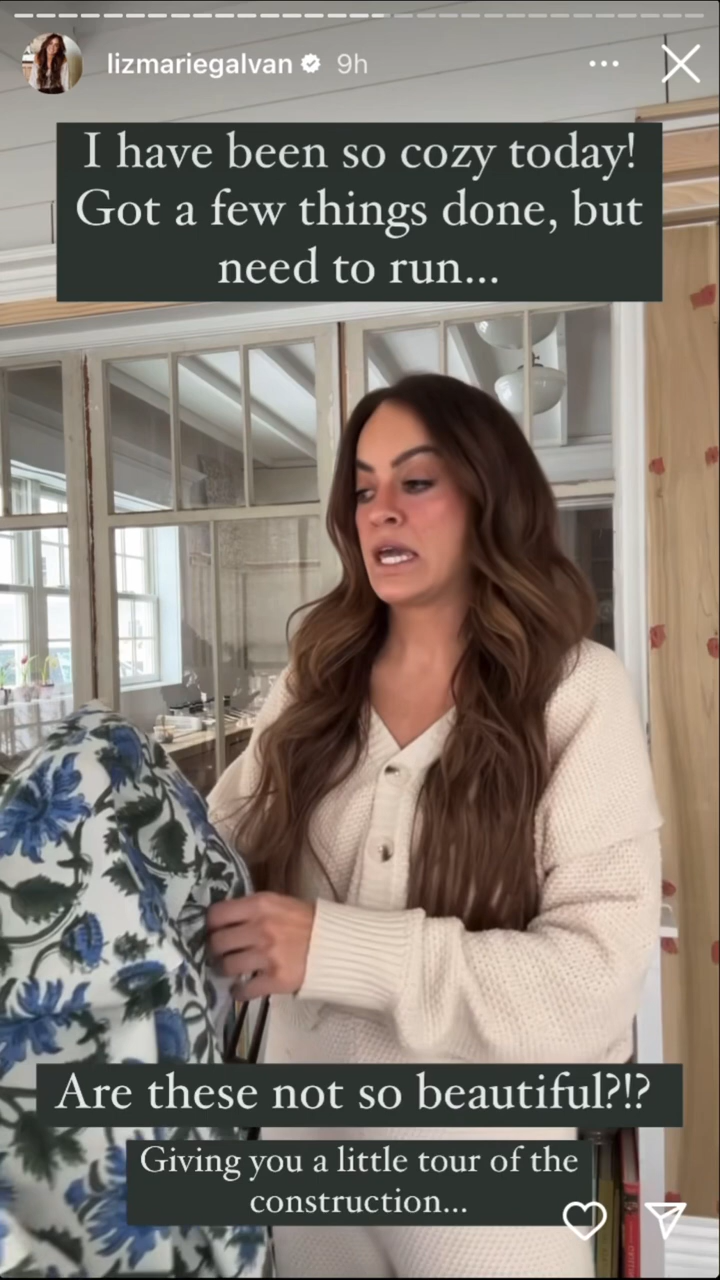 lizmariegalvan 9h
I have been so cozy today!
Got a few things done, but
need to run...
Are these not so beautiful?!?
Giving you a little tour of the
construction...